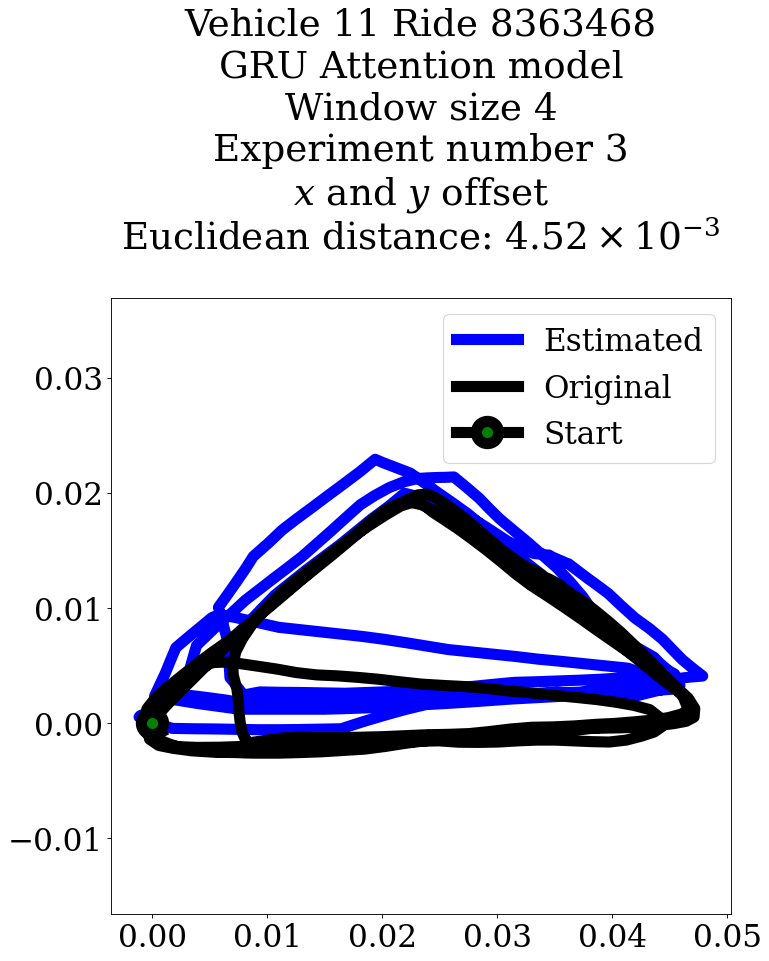 Vehicle 11 Ride 8363468
GRU Attention model
Window size 4
Experiment number 3
x and y offset
Euclidean distance: 4.52 × 10⁻³
Estimated
Original
Start
0.03
0.02
0.01
0.00
−0.01
0.00 0.01 0.02 0.03 0.04 0.05